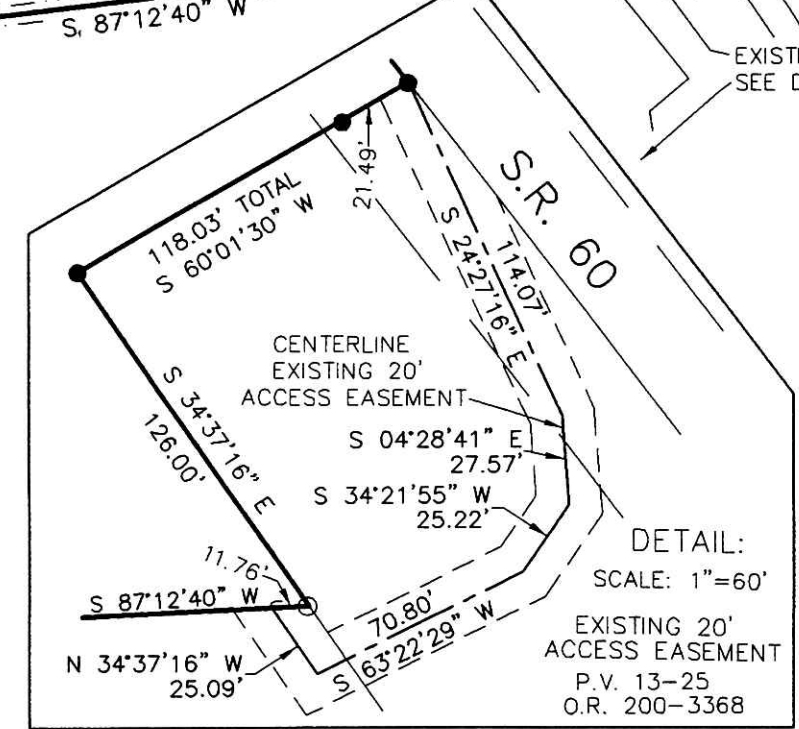 S. 87°12'40" W
SEE D
118.03' TOTAL
S 60°01'30" W
21.49'
S.R. 60
S 24°27'16" E
114.07'
CENTERLINE
EXISTING 20'
ACCESS EASEMENT
S 04°28'41" E
27.57'
S 34°21'55" W
25.22'
S 34°37'16" E
126.00'
11.76'
S 87°12'40" W
N 34°37'16" W
25.09'
70.80'
S 63°22'29" W
DETAIL:
SCALE: 1"=60'
EXISTING 20'
ACCESS EASEMENT
P.V. 13-25
O.R. 200-3368